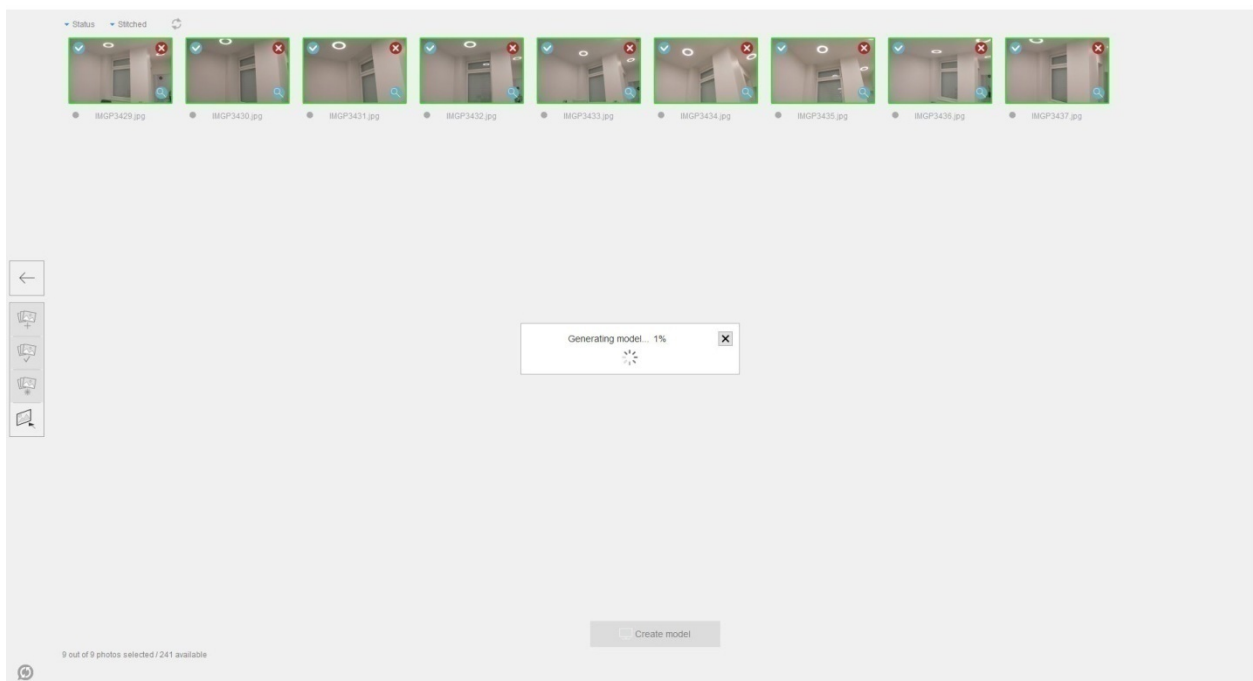 Status Stitched
IMGP3429.jpg IMGP3430.jpg IMGP3431.jpg IMGP3432.jpg IMGP3433.jpg IMGP3434.jpg IMGP3435.jpg IMGP3436.jpg IMGP3437.jpg
Generating model... 1%
Create model
9 out of 9 photos selected / 241 available